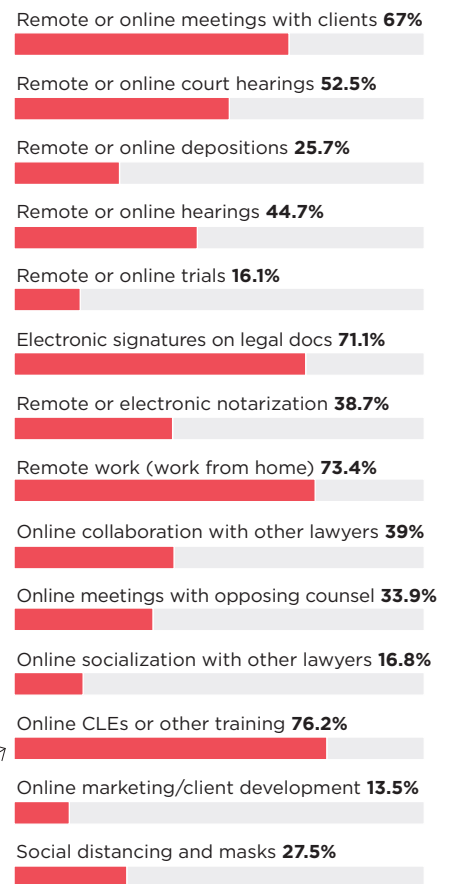 Remote or online meetings with clients 67%
Remote or online court hearings 52.5%
Remote or online depositions 25.7%
Remote or online hearings 44.7%
Remote or online trials 16.1%
Electronic signatures on legal docs 71.1%
Remote or electronic notarization 38.7%
Remote work (work from home) 73.4%
Online collaboration with other lawyers 39%
Online meetings with opposing counsel 33.9%
Online socialization with other lawyers 16.8%
Online CLEs or other training 76.2%
Online marketing/client development 13.5%
Social distancing and masks 27.5%